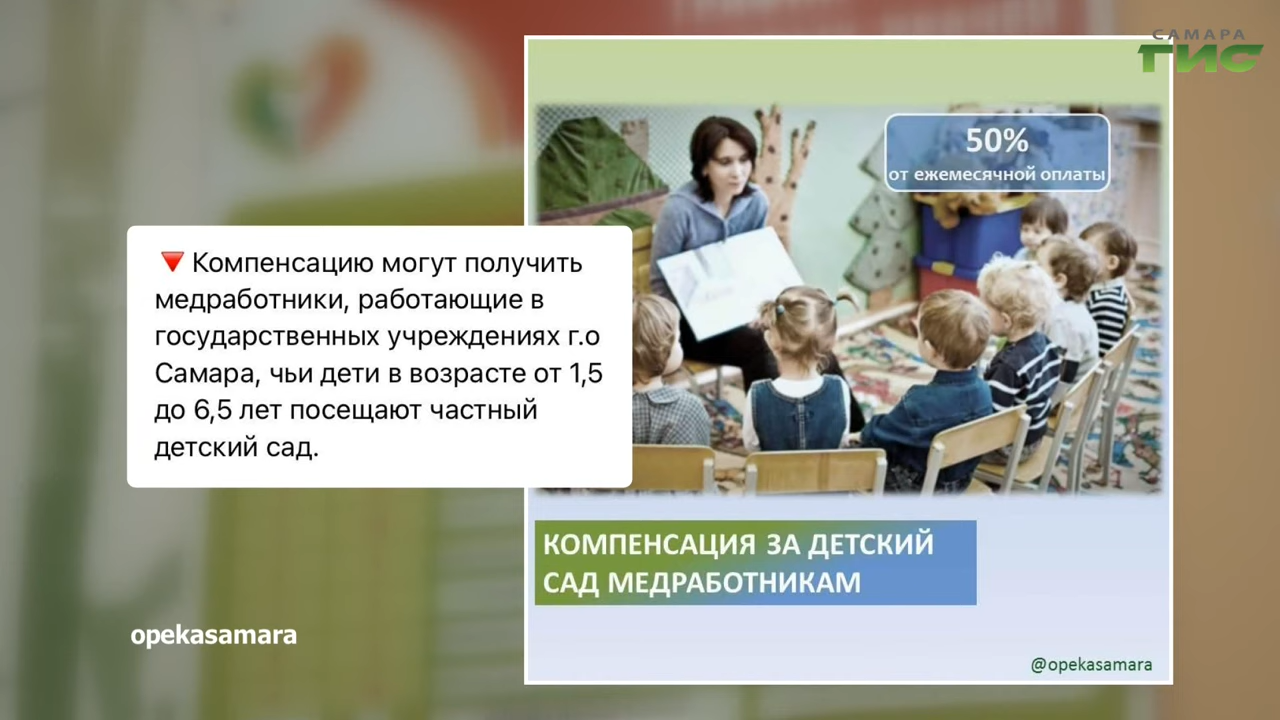 САМАРА
ГИС
50%
от ежемесячной оплаты
🔻Компенсацию могут получить
медработники, работающие в
государственных учреждениях г.о
Самара, чьи дети в возрасте от 1,5
до 6,5 лет посещают частный
детский сад.
КОМПЕНСАЦИЯ ЗА ДЕТСКИЙ
САД МЕДРАБОТНИКАМ
opekasamara
@opekasamara